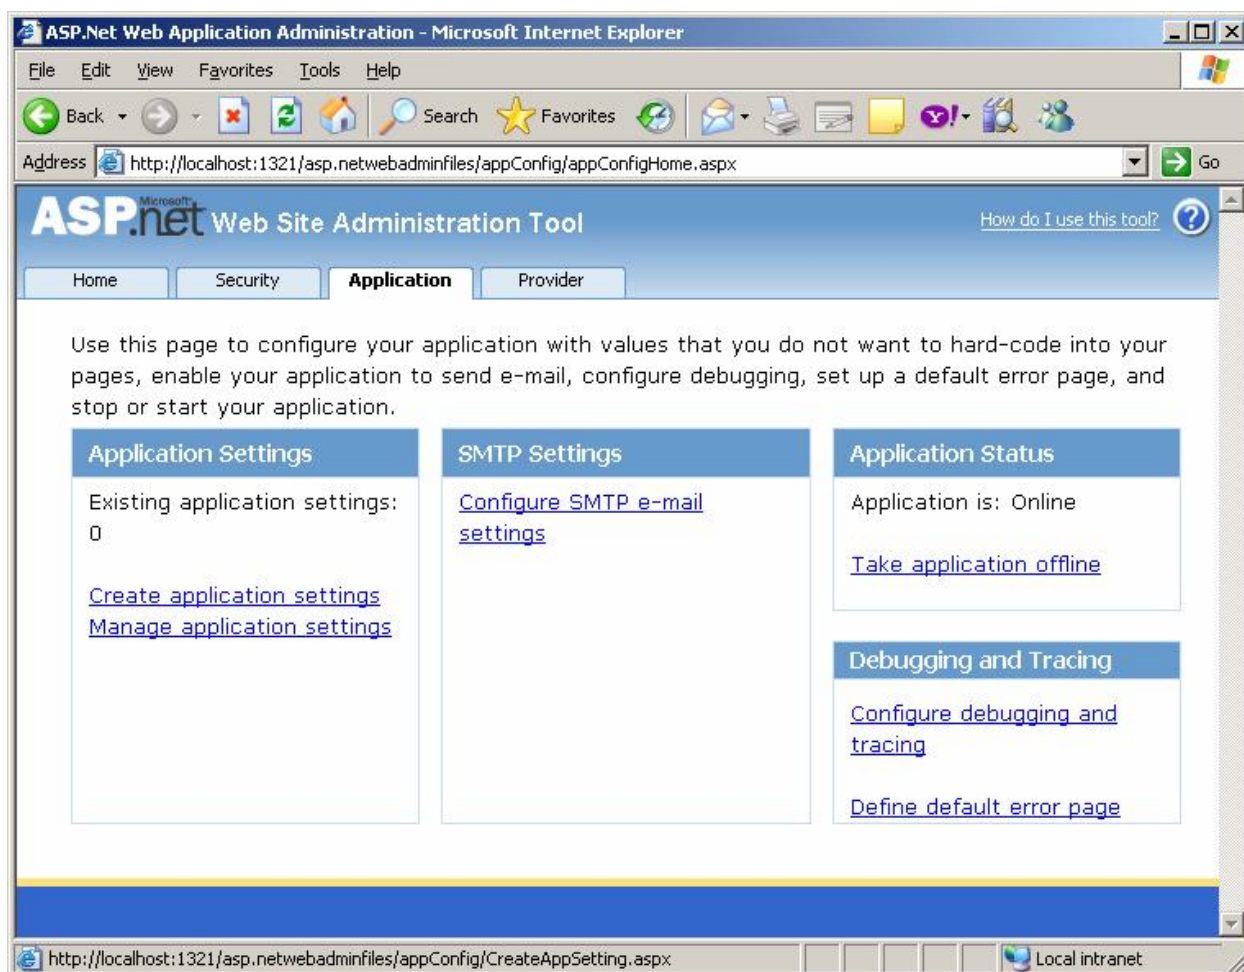 ASP.Net Web Application Administration - Microsoft Internet Explorer
File Edit View Favorites Tools Help
Back Search Favorites
Address http://localhost:1321/asp.netwebadminfiles/appConfig/appConfigHome.aspx Go
Microsoft
ASP.net Web Site Administration Tool How do I use this tool? ?
Home Security Application Provider
Use this page to configure your application with values that you do not want to hard-code into your
pages, enable your application to send e-mail, configure debugging, set up a default error page, and
stop or start your application.
Application Settings
Existing application settings:
0
Create application settings
Manage application settings
SMTP Settings
Configure SMTP e-mail
settings
Application Status
Application is: Online
Take application offline
Debugging and Tracing
Configure debugging and
tracing
Define default error page
http://localhost:1321/asp.netwebadminfiles/appConfig/CreateAppSetting.aspx Local intranet